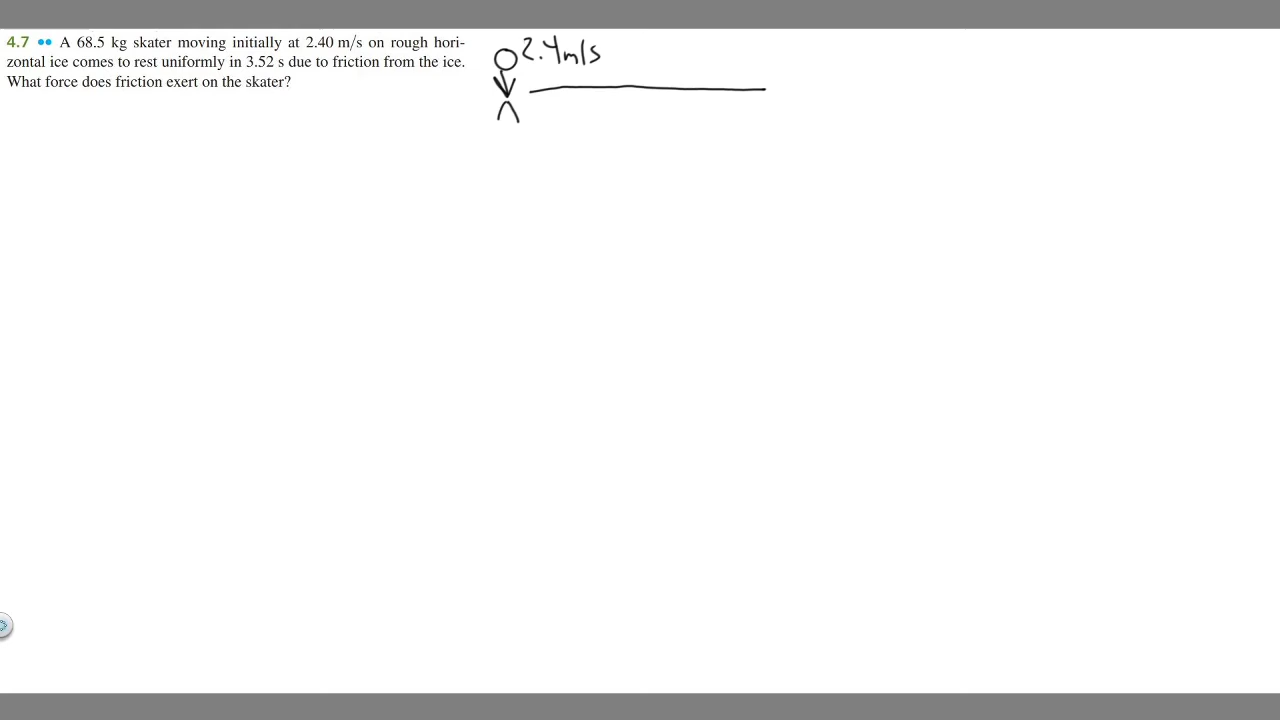 4.7 •• A 68.5 kg skater moving initially at 2.40 m/s on rough hori-
zontal ice comes to rest uniformly in 3.52 s due to friction from the ice.
What force does friction exert on the skater?
2.4m/s